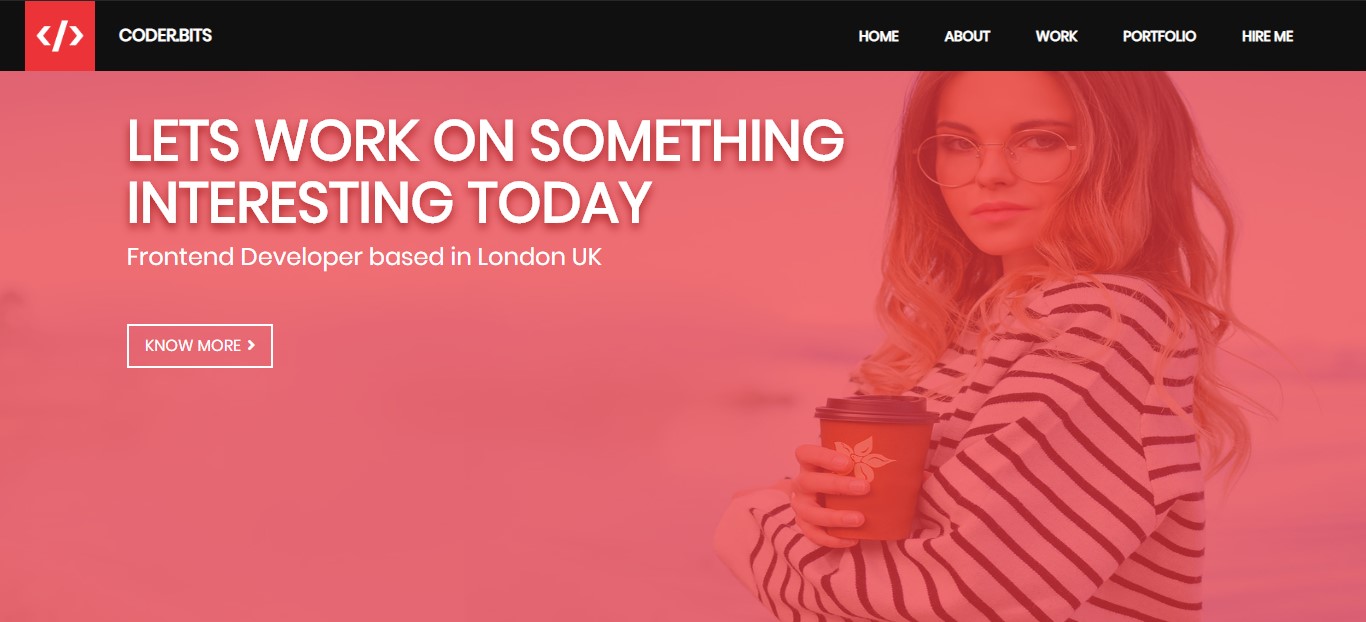 </> CODER.BITS HOME ABOUT WORK PORTFOLIO HIRE ME
LETS WORK ON SOMETHING
INTERESTING TODAY
Frontend Developer based in London UK
KNOW MORE >